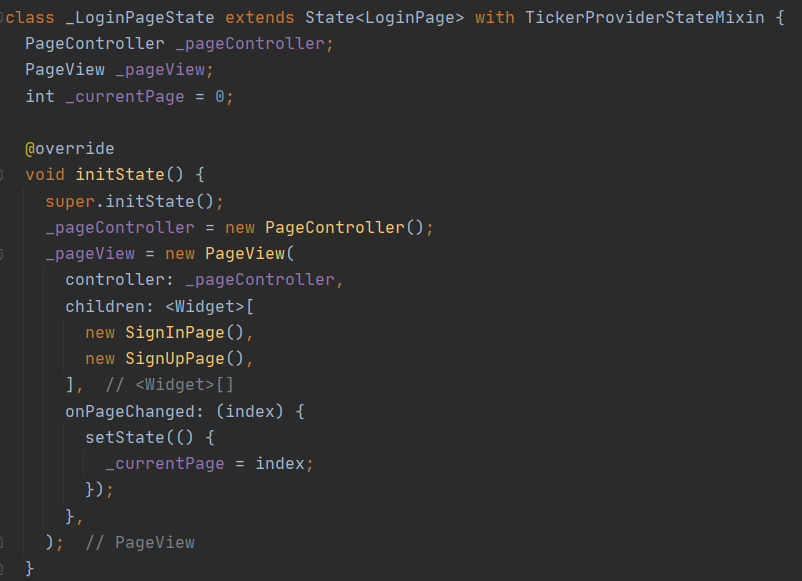 class _LoginPageState extends State<LoginPage> with TickerProviderStateMixin {
  PageController _pageController;
  PageView _pageView;
  int _currentPage = 0;

  @override
  void initState() {
    super.initState();
    _pageController = new PageController();
    _pageView = new PageView(
      controller: _pageController,
      children: <Widget>[
        new SignInPage(),
        new SignUpPage(),
      ],  // <Widget>[]
      onPageChanged: (index) {
        setState(() {
          _currentPage = index;
        });
      },
    );  // PageView
  }